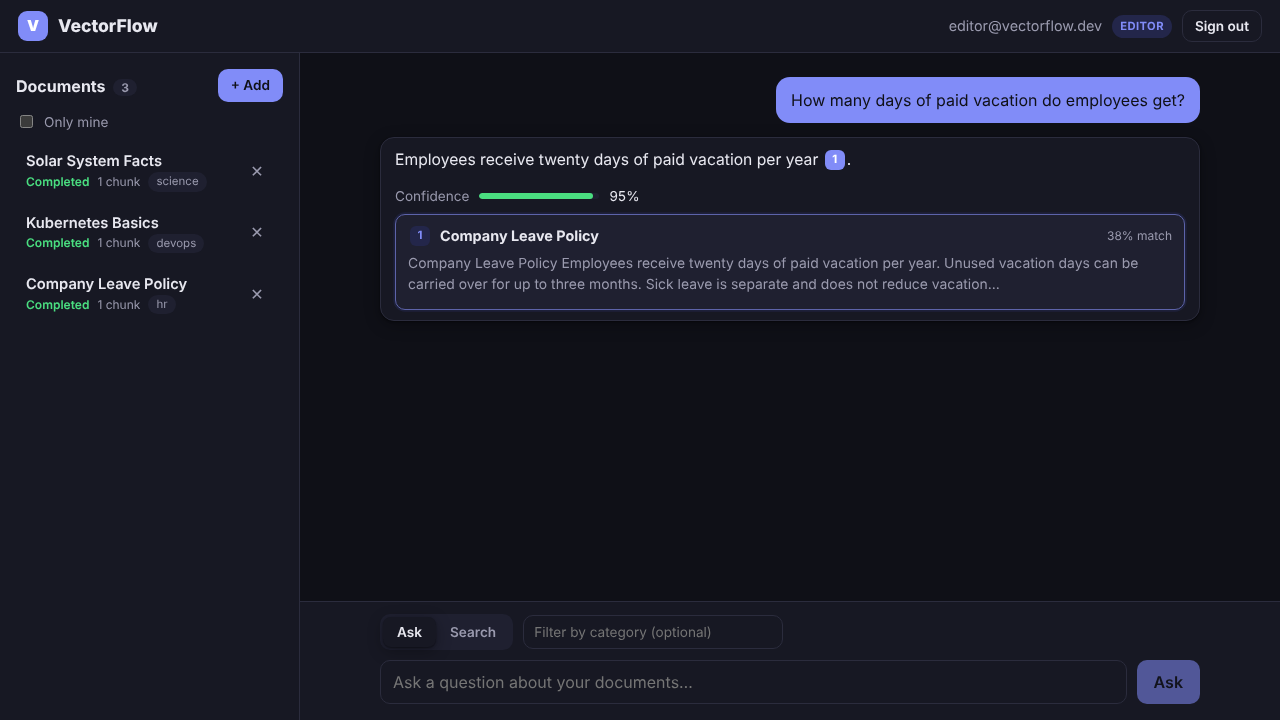 V VectorFlow
editor@vectorflow.dev EDITOR Sign out
Documents 3 + Add
Only mine
Solar System Facts
Completed 1 chunk science ✕
Kubernetes Basics
Completed 1 chunk devops ✕
Company Leave Policy
Completed 1 chunk hr ✕
How many days of paid vacation do employees get?
Employees receive twenty days of paid vacation per year 1.
Confidence 95%
1 Company Leave Policy 38% match
Company Leave Policy Employees receive twenty days of paid vacation per year. Unused vacation days can be
carried over for up to three months. Sick leave is separate and does not reduce vacation...
Ask Search Filter by category (optional)
Ask a question about your documents... Ask